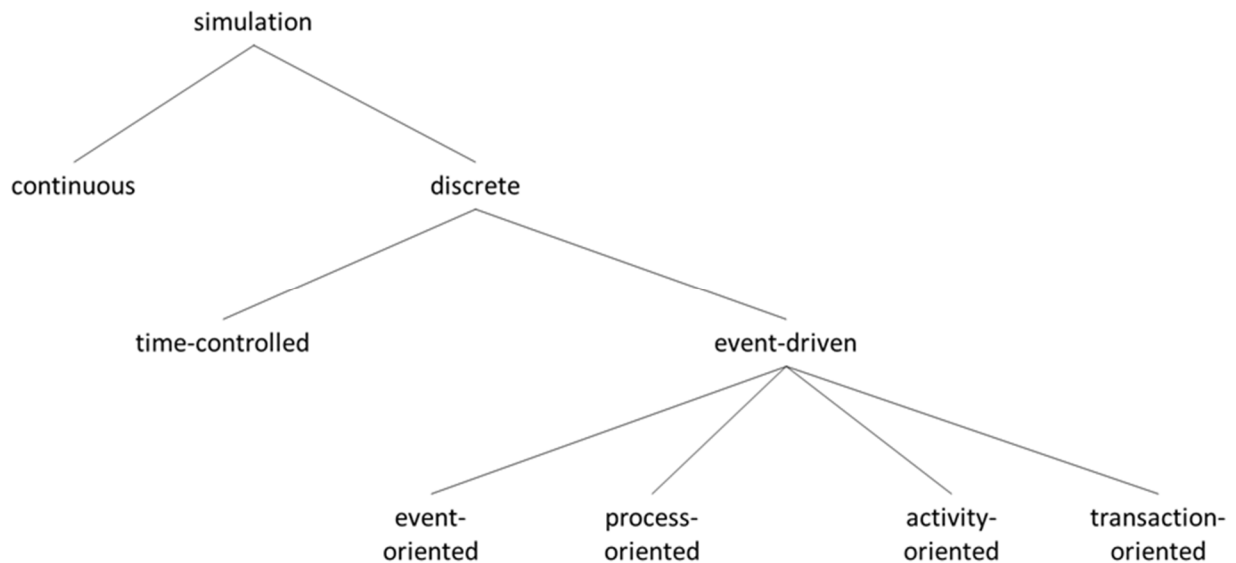 simulation
continuous
discrete
time-controlled
event-driven
event-
oriented
process-
oriented
activity-
oriented
transaction-
oriented